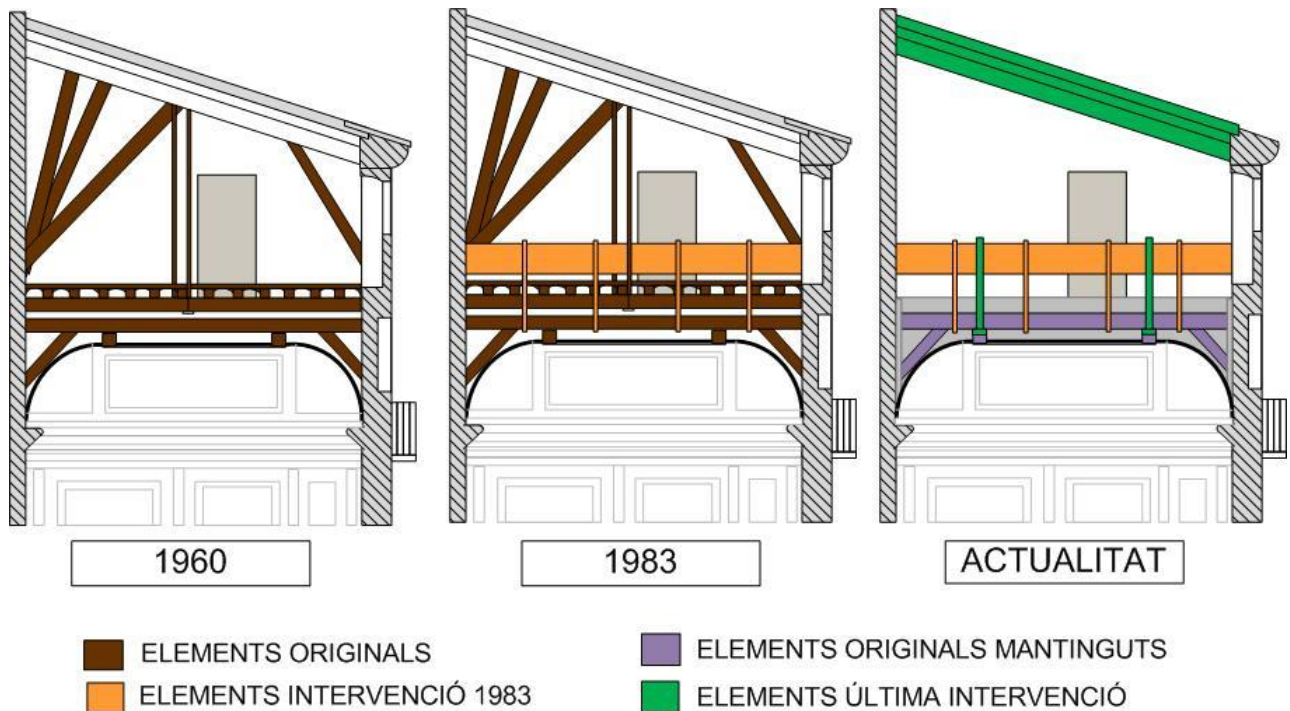 1960
1983
ACTUALITAT
ELEMENTS ORIGINALS
ELEMENTS ORIGINALS MANTINGUTS
ELEMENTS INTERVENCIÓ 1983
ELEMENTS ÚLTIMA INTERVENCIÓ